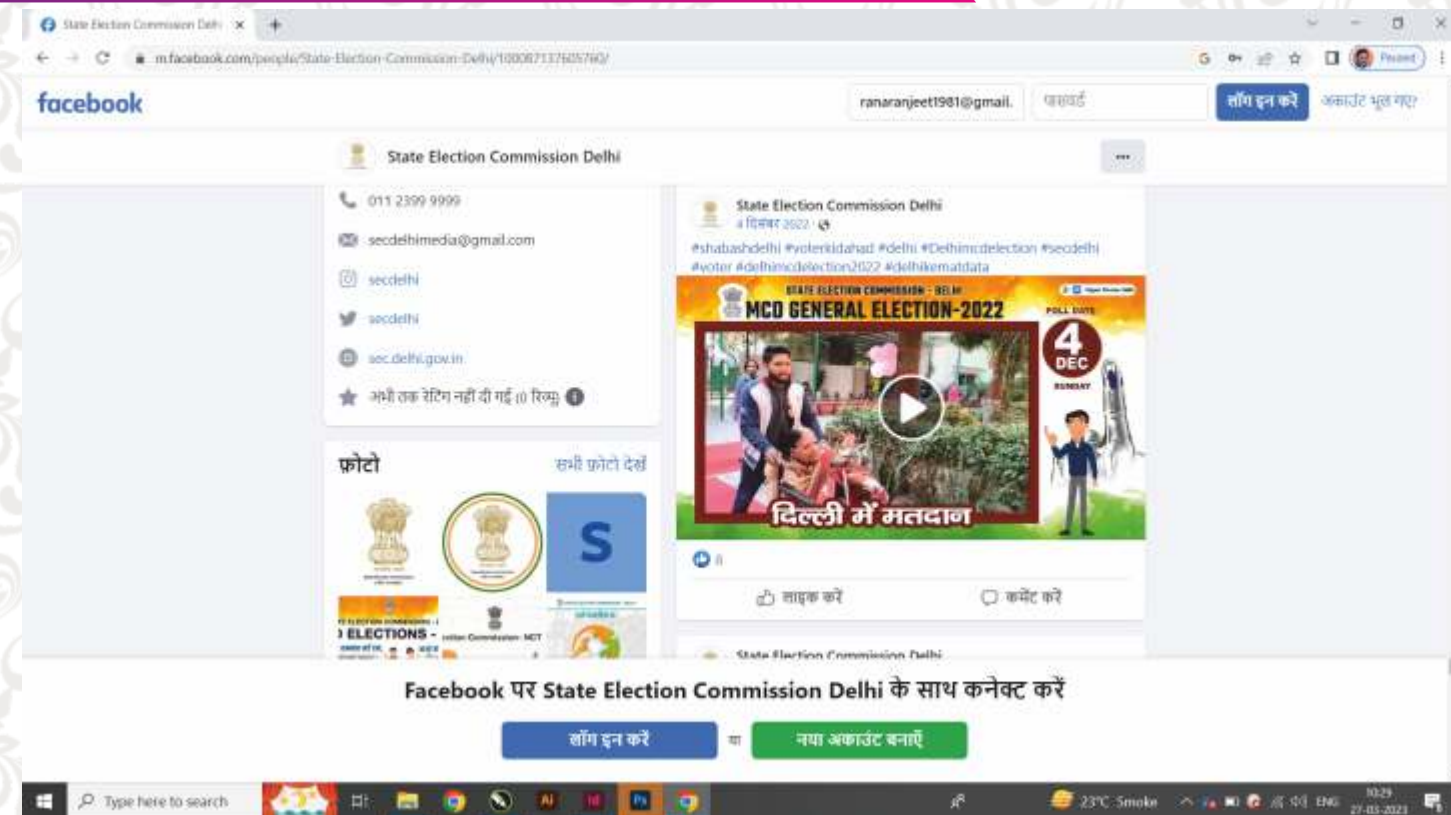 State Election Commission Delhi
m.facebook.com/people/State-Election-Commission-Delhi/100087137605760/
Paused
facebook
ranaranjeet1981@gmail.
पासवर्ड
लॉग इन करें
अकाउंट भूल गए?
State Election Commission Delhi
011 2399 9999
secdelhimedia@gmail.com
secdelhi
secdelhi
sec.delhi.gov.in
अभी तक रेटिंग नहीं दी गई (0 रिव्यू)
फ़ोटो
सभी फ़ोटो देखें
S
ELECTIONS -
State Election Commission Delhi
4 दिसंबर 2022
#shabashdelhi #voterkidahad #delhi #Delhimcdelection #secdelhi
#voter #delhimcdelection2022 #delhikematdata
STATE ELECTION COMMISSION - DELHI
MCD GENERAL ELECTION-2022
POLL DATE
4
DEC
SUNDAY
दिल्ली में मतदान
लाइक करें
कमेंट करें
State Election Commission Delhi
Facebook पर State Election Commission Delhi के साथ कनेक्ट करें
लॉग इन करें
या
नया अकाउंट बनाएँ
Type here to search
Ai
Id
Ps
23°C Smoke
ENG
10:29
27-03-2023